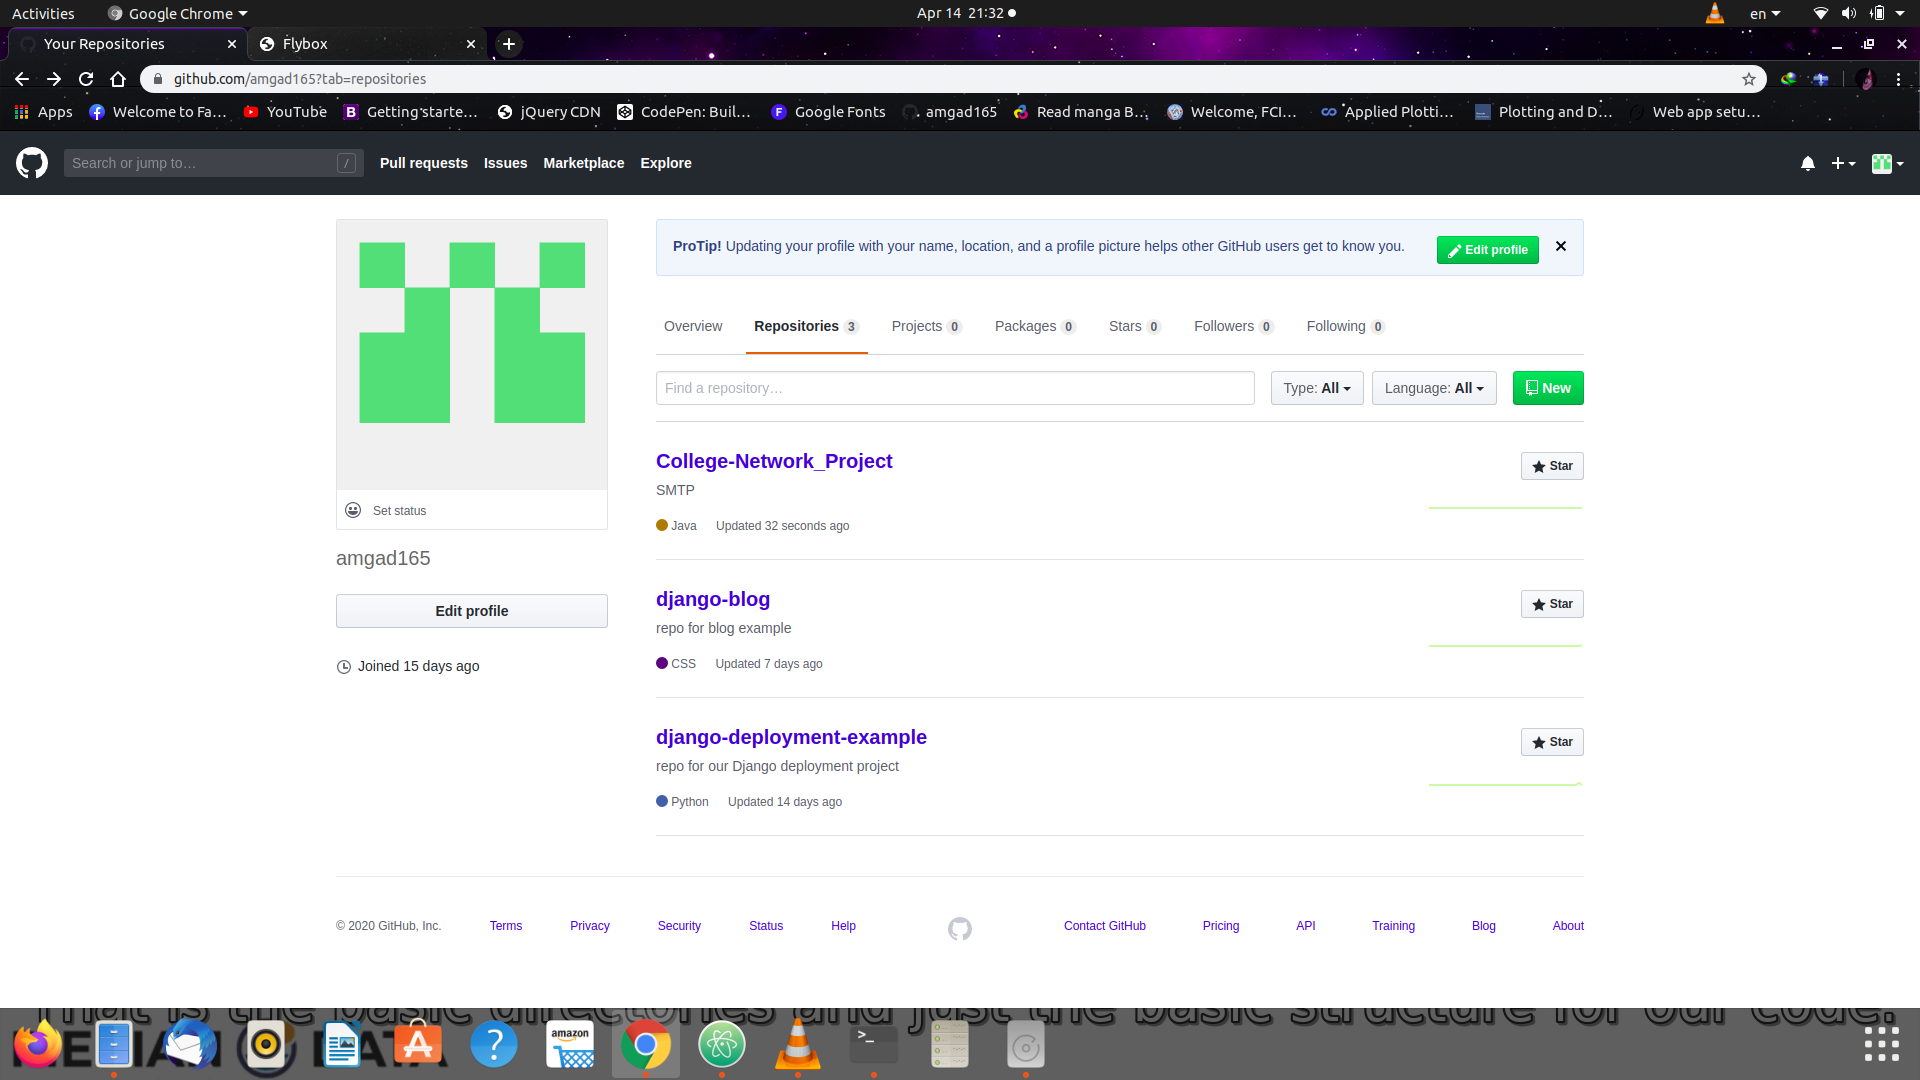 Activities
Google Chrome
Apr 14 21:32
en
Your Repositories
Flybox
github.com/amgad165?tab=repositories
Apps
Welcome to Fa…
YouTube
Getting starte…
jQuery CDN
CodePen: Buil…
Google Fonts
amgad165
Read manga B…
Welcome, FCI…
Applied Plotti…
Plotting and D…
Web app setu…
Search or jump to…
/
Pull requests
Issues
Marketplace
Explore
ProTip! Updating your profile with your name, location, and a profile picture helps other GitHub users get to know you.
Edit profile
Overview
Repositories 3
Projects 0
Packages 0
Stars 0
Followers 0
Following 0
Find a repository…
Type: All
Language: All
New
Set status
amgad165
Edit profile
Joined 15 days ago
College-Network_Project
Star
SMTP
Java Updated 32 seconds ago
django-blog
Star
repo for blog example
CSS Updated 7 days ago
django-deployment-example
Star
repo for our Django deployment project
Python Updated 14 days ago
© 2020 GitHub, Inc.
Terms
Privacy
Security
Status
Help
Contact GitHub
Pricing
API
Training
Blog
About
That is the basic directories and just the basic structure for our code.
DATA
amazon